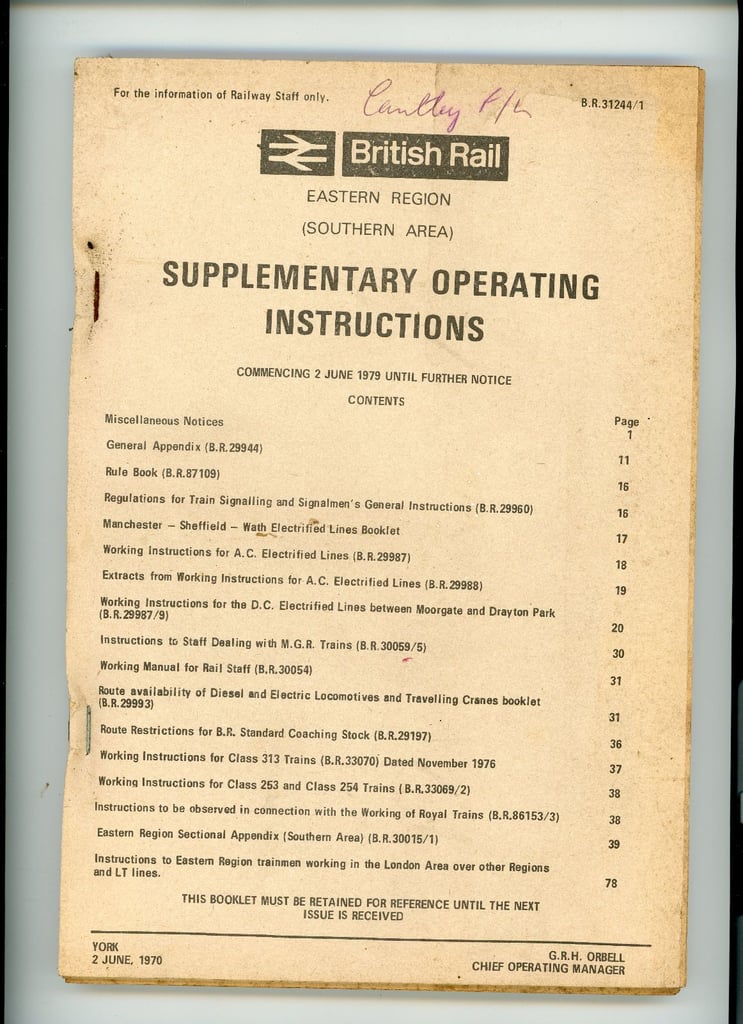 For the information of Railway Staff only.
Cantley
B.R.31244/1
British Rail
EASTERN REGION
(SOUTHERN AREA)
SUPPLEMENTARY OPERATING
INSTRUCTIONS
COMMENCING 2 JUNE 1979 UNTIL FURTHER NOTICE
CONTENTS
Page
Miscellaneous Notices 1
General Appendix (B.R.29944) 11
Rule Book (B.R.87109) 16
Regulations for Train Signalling and Signalmen's General Instructions (B.R.29960) 16
Manchester – Sheffield – Wath Electrified Lines Booklet 17
Working Instructions for A.C. Electrified Lines (B.R.29987) 18
Extracts from Working Instructions for A.C. Electrified Lines (B.R.29988) 19
Working Instructions for the D.C. Electrified Lines between Moorgate and Drayton Park
(B.R.29987/9) 20
Instructions to Staff Dealing with M.G.R. Trains (B.R.30059/5) 30
Working Manual for Rail Staff (B.R.30054) 31
Route availability of Diesel and Electric Locomotives and Travelling Cranes booklet
(B.R.29993) 31
Route Restrictions for B.R. Standard Coaching Stock (B.R.29197) 36
Working Instructions for Class 313 Trains (B.R.33070) Dated November 1976 37
Working Instructions for Class 253 and Class 254 Trains (B.R.33069/2) 38
Instructions to be observed in connection with the Working of Royal Trains (B.R.86153/3) 38
Eastern Region Sectional Appendix (Southern Area) (B.R.30015/1) 39
Instructions to Eastern Region trainmen working in the London Area over other Regions
and LT lines. 78
THIS BOOKLET MUST BE RETAINED FOR REFERENCE UNTIL THE NEXT
ISSUE IS RECEIVED
YORK
2 JUNE, 1970
G.R.H. ORBELL
CHIEF OPERATING MANAGER